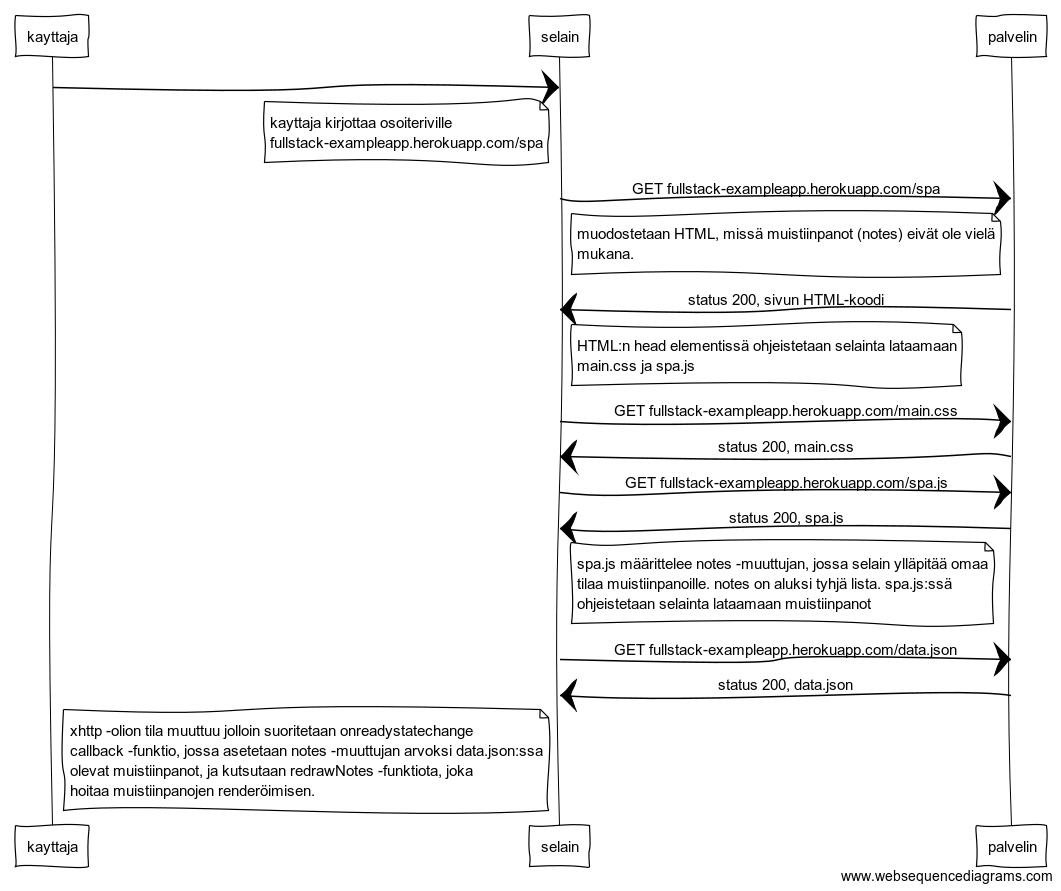 kayttaja
selain
palvelin
kayttaja kirjottaa osoiteriville
fullstack-exampleapp.herokuapp.com/spa
GET fullstack-exampleapp.herokuapp.com/spa
muodostetaan HTML, missä muistiinpanot (notes) eivät ole vielä
mukana.
status 200, sivun HTML-koodi
HTML:n head elementissä ohjeistetaan selainta lataamaan
main.css ja spa.js
GET fullstack-exampleapp.herokuapp.com/main.css
status 200, main.css
GET fullstack-exampleapp.herokuapp.com/spa.js
status 200, spa.js
spa.js määrittelee notes -muuttujan, jossa selain ylläpitää omaa
tilaa muistiinpanoille. notes on aluksi tyhjä lista. spa.js:ssä
ohjeistetaan selainta lataamaan muistiinpanot
GET fullstack-exampleapp.herokuapp.com/data.json
status 200, data.json
xhttp -olion tila muuttuu jolloin suoritetaan onreadystatechange
callback -funktio, jossa asetetaan notes -muuttujan arvoksi data.json:ssa
olevat muistiinpanot, ja kutsutaan redrawNotes -funktiota, joka
hoitaa muistiinpanojen renderöimisen.
kayttaja
selain
palvelin
www.websequencediagrams.com